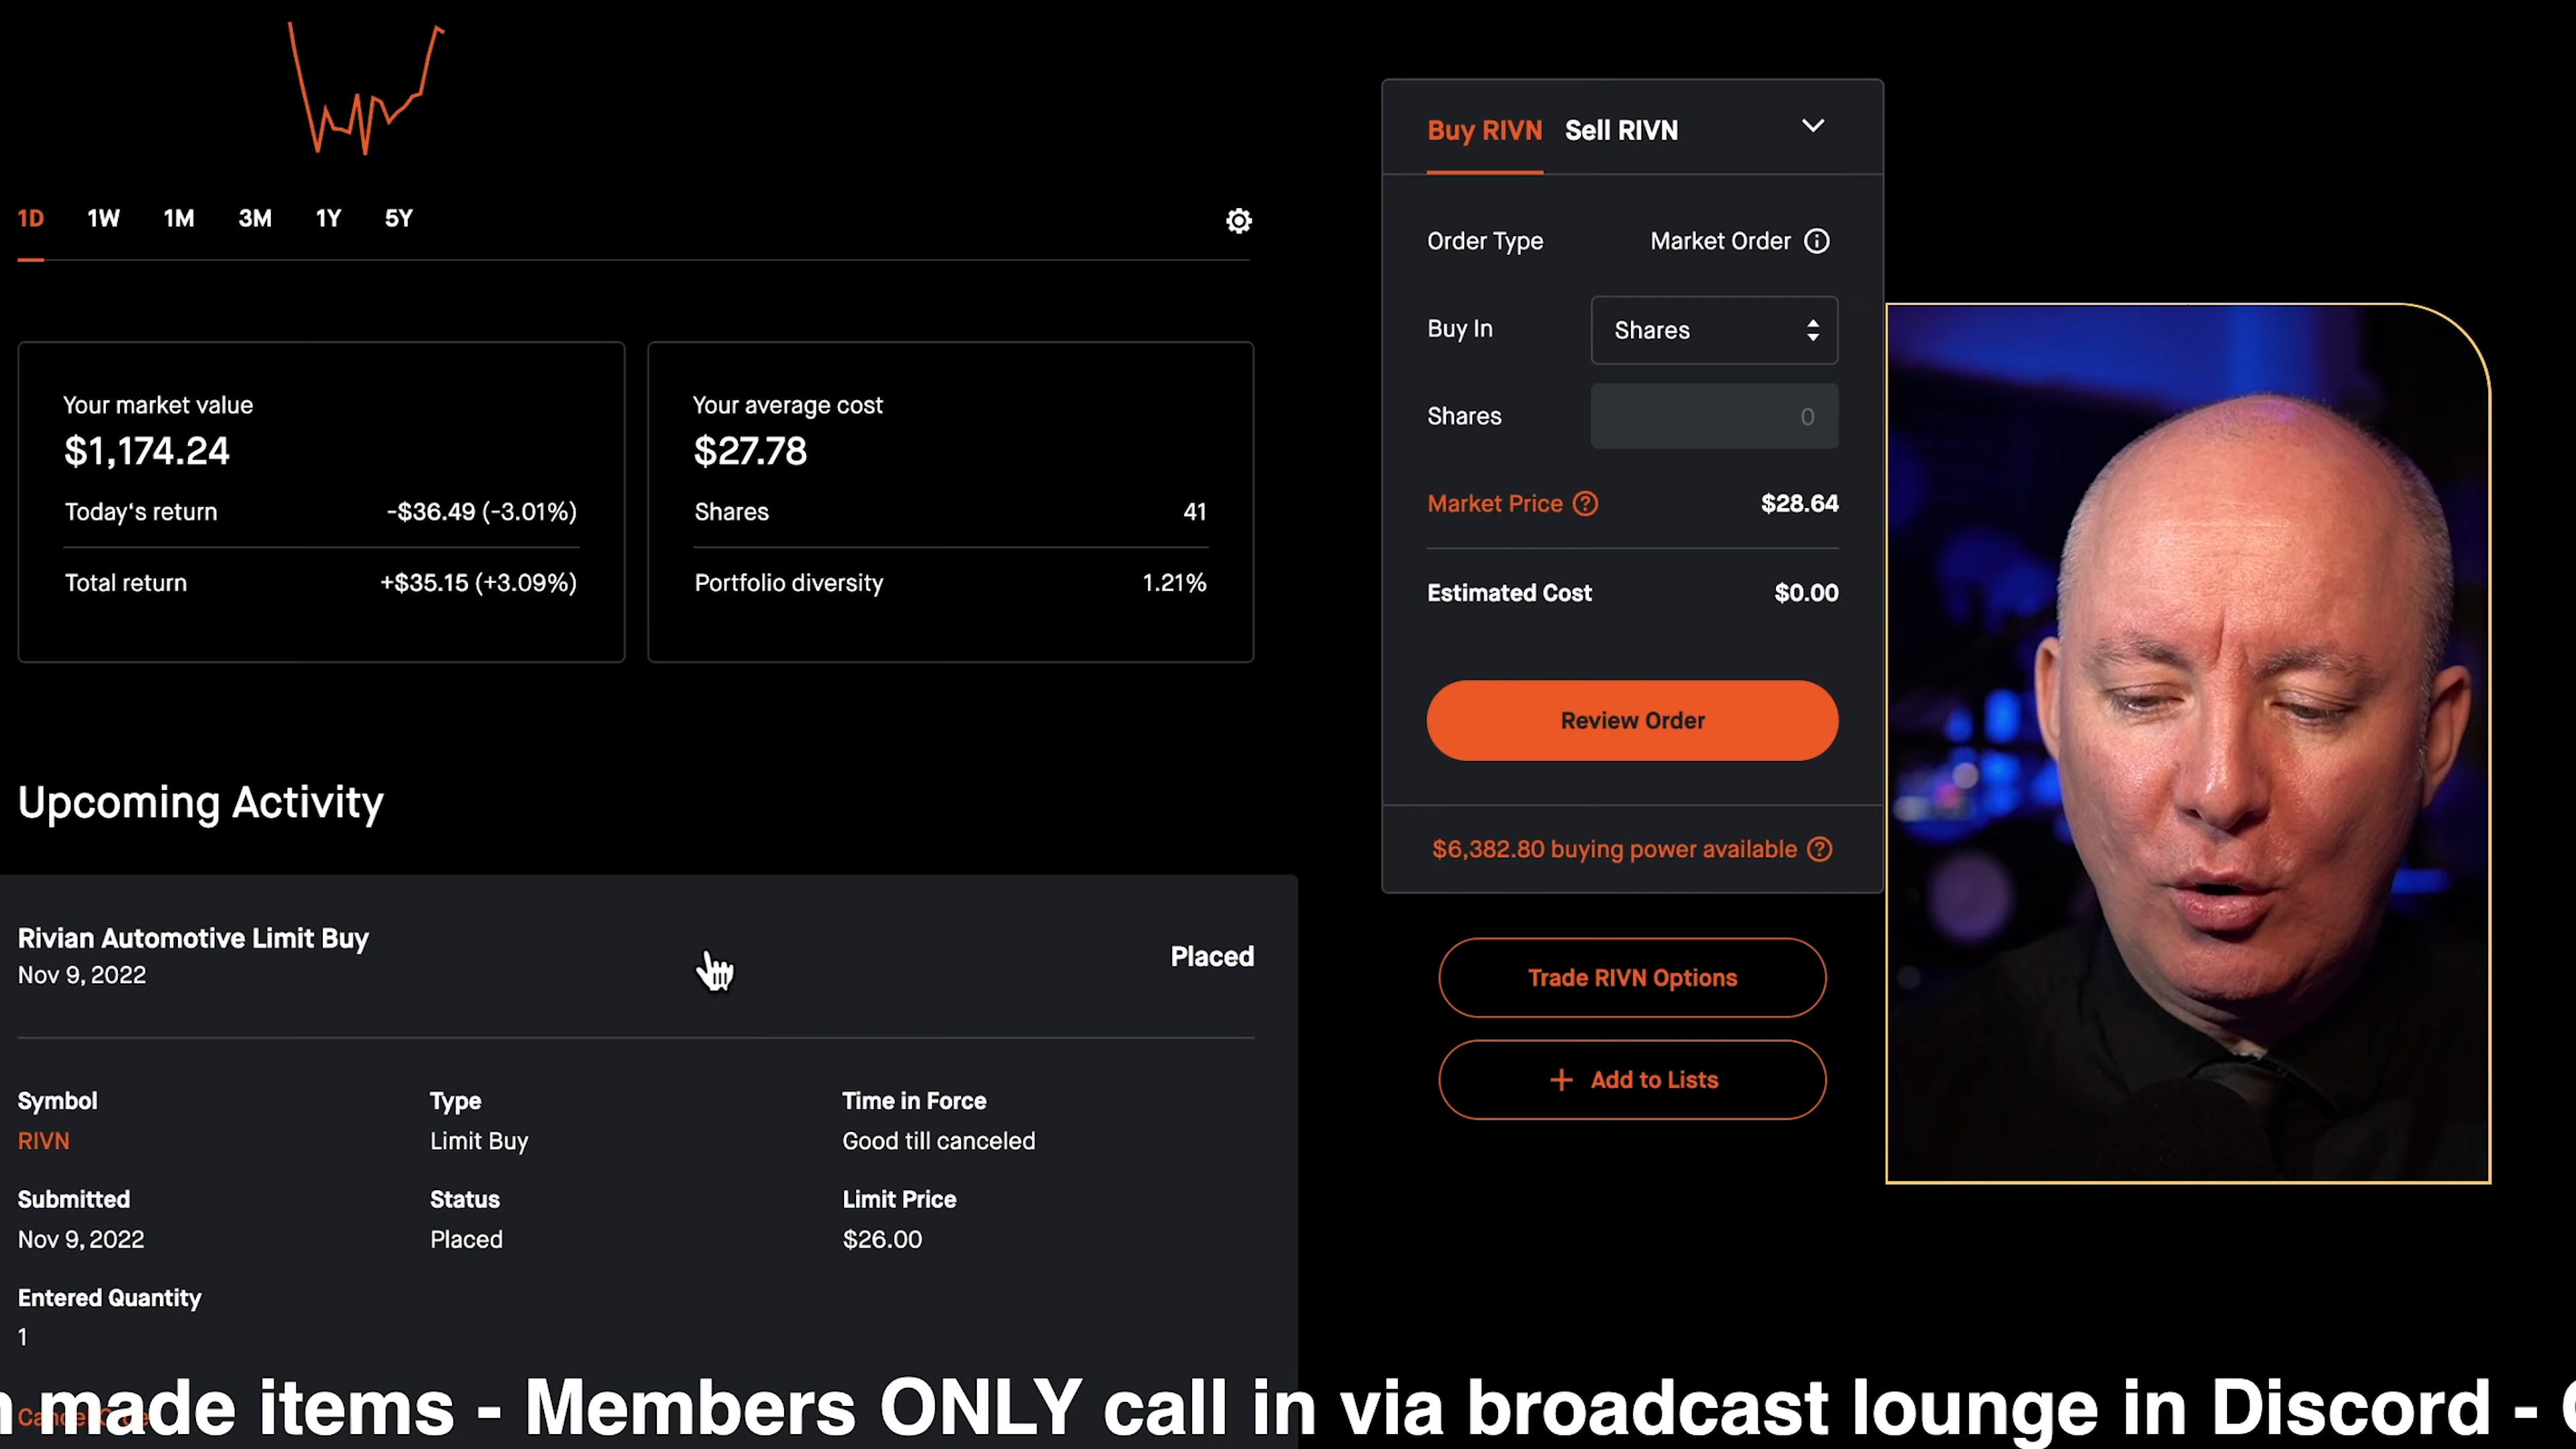 1D 1W 1M 3M 1Y 5Y
Your market value
$1,174.24
Today's return -$36.49 (-3.01%)
Total return +$35.15 (+3.09%)
Your average cost
$27.78
Shares 41
Portfolio diversity 1.21%
Buy RIVN Sell RIVN
Order Type Market Order
Buy In Shares
Shares 0
Market Price $28.64
Estimated Cost $0.00
Review Order
$6,382.80 buying power available
Trade RIVN Options
+ Add to Lists
Upcoming Activity
Rivian Automotive Limit Buy
Nov 9, 2022
Placed
Symbol Type Time in Force
RIVN Limit Buy Good till canceled
Submitted Status Limit Price
Nov 9, 2022 Placed $26.00
Entered Quantity
1
made items - Members ONLY call in via broadcast lounge in Discord -